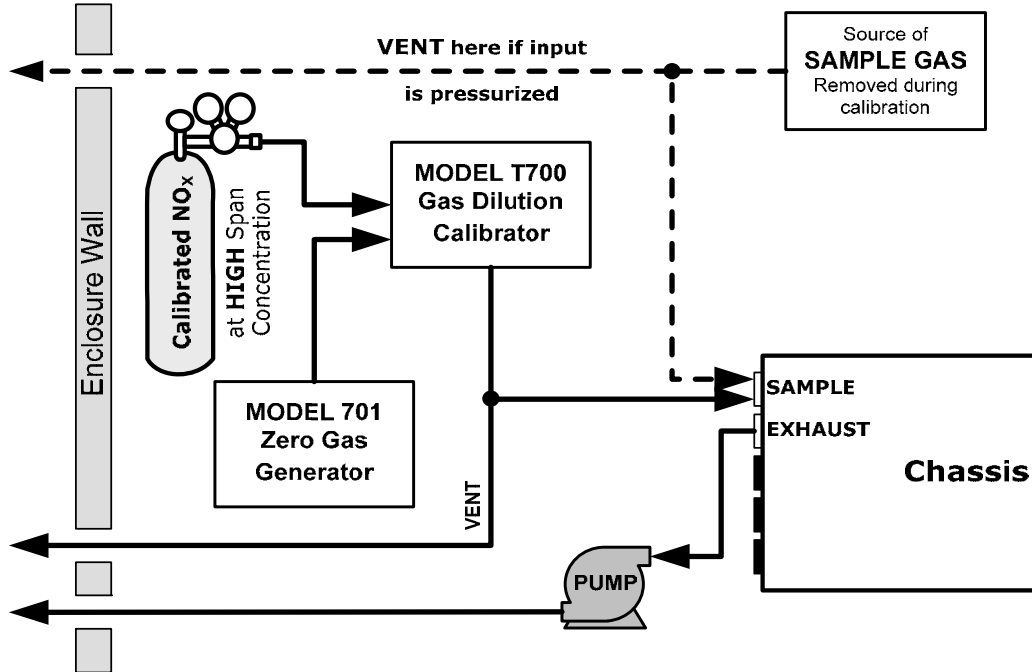 VENT here if input
is pressurized
Source of
SAMPLE GAS
Removed during
calibration
Enclosure Wall
Calibrated NOx
at HIGH Span
Concentration
MODEL T700
Gas Dilution
Calibrator
MODEL 701
Zero Gas
Generator
VENT
SAMPLE
EXHAUST
Chassis
PUMP